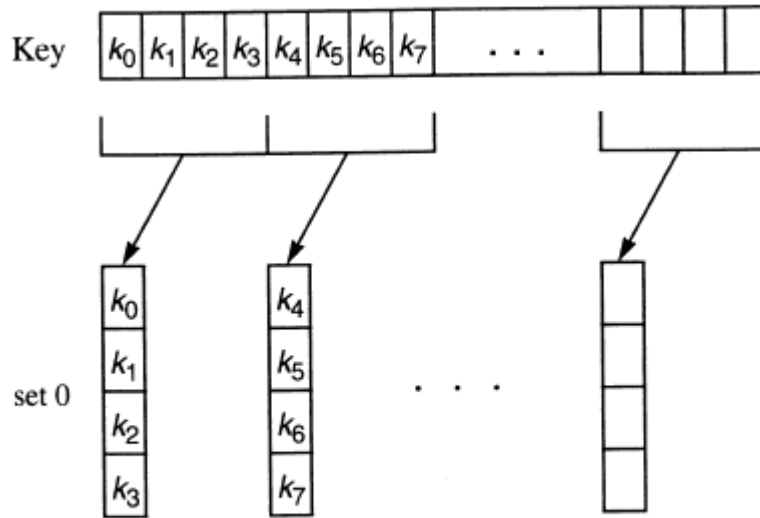 Key k₀ k₁ k₂ k₃ k₄ k₅ k₆ k₇ . . .
k₀ k₄
k₁ k₅
set 0 . . .
k₂ k₆
k₃ k₇